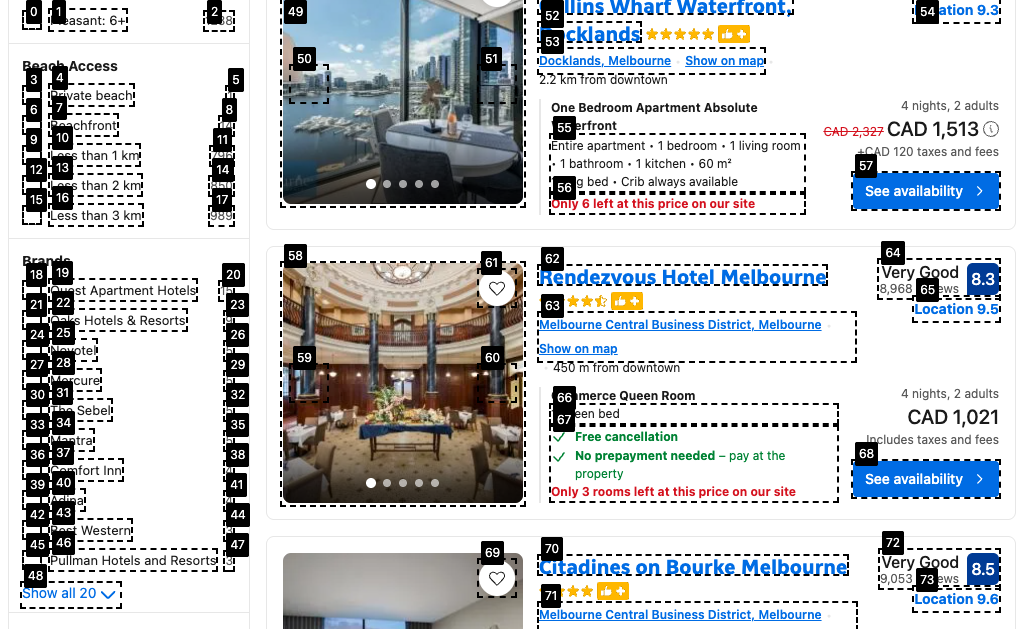 0 1 Pleasant: 6+ 2
Beach Access
3 4 Private beach 5
6 7 Beachfront 8
9 10 Less than 1 km 11 796
12 13 Less than 2 km 14 850
15 16 Less than 3 km 17 989
Brands
18 19 Quest Apartment Hotels 20
21 22 Oaks Hotels & Resorts 23
24 25 Novotel 26
27 28 Mercure 29
30 31 The Sebel 32
33 34 Mantra 35
36 37 Comfort Inn 38
39 40 Adina 41
42 43 Best Western 44
45 46 Pullman Hotels and Resorts 47 3
48
Show all 20
49
50 51
52 Collins Wharf Waterfront,
53 Docklands
54 Location 9.3
Docklands, Melbourne Show on map
2.2 km from downtown
One Bedroom Apartment Absolute
55 Waterfront
Entire apartment • 1 bedroom • 1 living room
• 1 bathroom • 1 kitchen • 60 m²
56 bed • Crib always available
Only 6 left at this price on our site
4 nights, 2 adults
CAD 2,327 CAD 1,513
+CAD 120 taxes and fees
57
See availability
58 61
59 60
62
Rendezvous Hotel Melbourne
63
64
Very Good 8.3
8,968 65
Location 9.5
Melbourne Central Business District, Melbourne
Show on map
450 m from downtown
66 Commerce Queen Room
67 Queen bed
Free cancellation
No prepayment needed – pay at the
property
Only 3 rooms left at this price on our site
4 nights, 2 adults
CAD 1,021
Includes taxes and fees
68
See availability
69
70
Citadines on Bourke Melbourne
71
72
Very Good 8.5
9,053 73
Location 9.6
Melbourne Central Business District, Melbourne